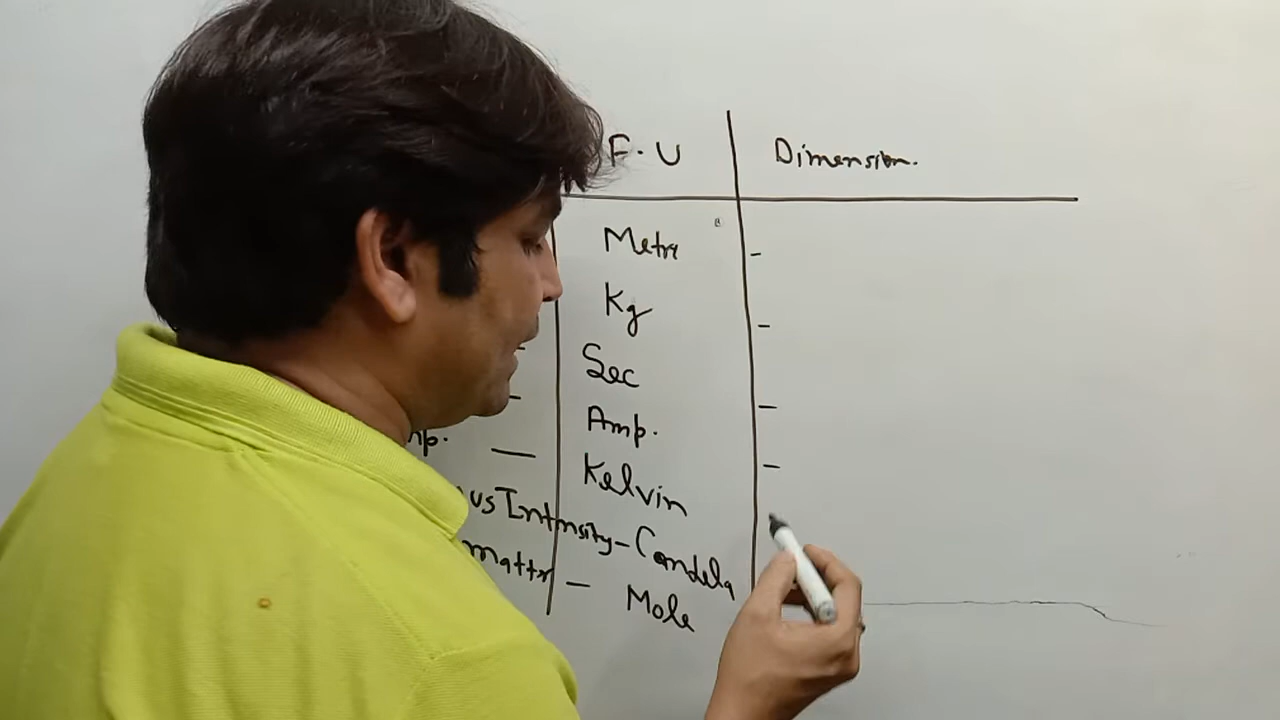 F.U Dimension.
Metre
Kg
Sec
Amp.
Kelvin
us Intensity - Candela
matter - Mole